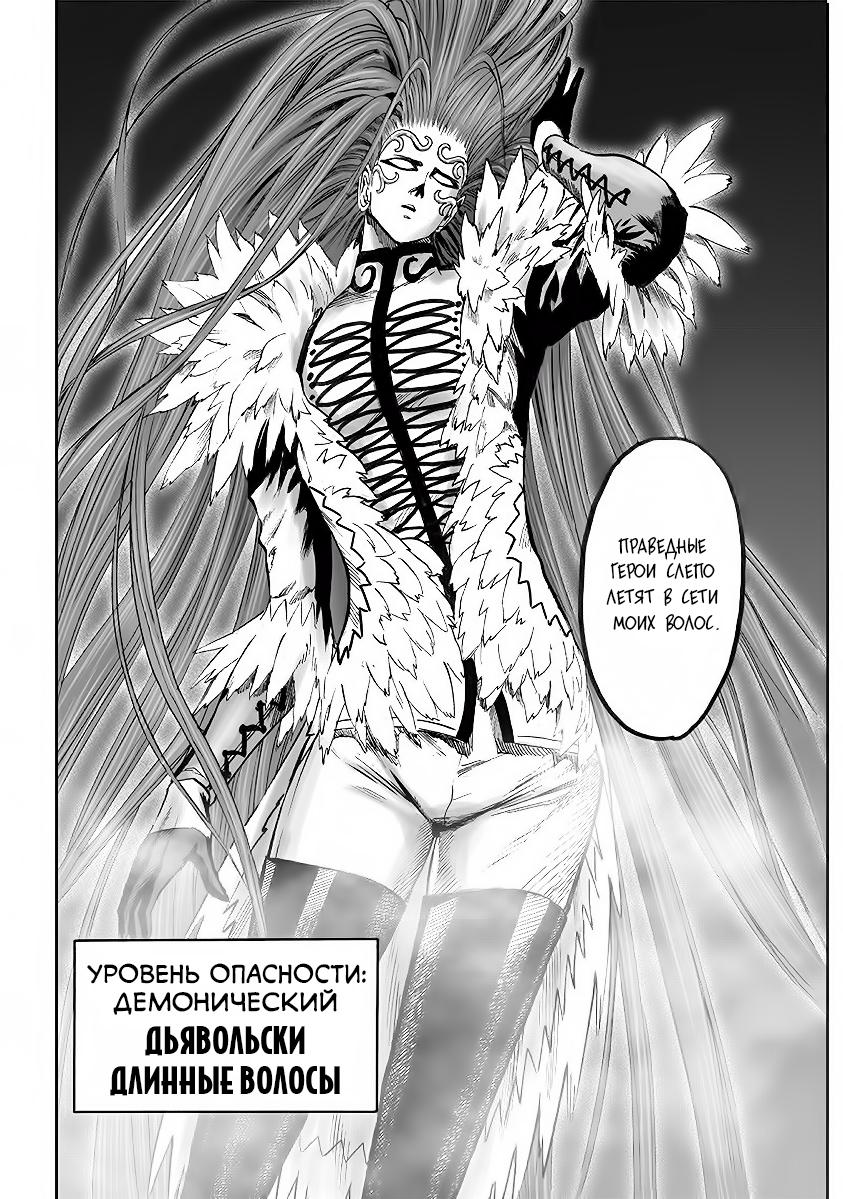 ПРАВЕДНЫЕ
ГЕРОИ СЛЕПО
ЛЕТЯТ В СЕТИ
МОИХ ВОЛОС.
УРОВЕНЬ ОПАСНОСТИ:
ДЕМОНИЧЕСКИЙ
ДЬЯВОЛЬСКИ
ДЛИННЫЕ ВОЛОСЫ